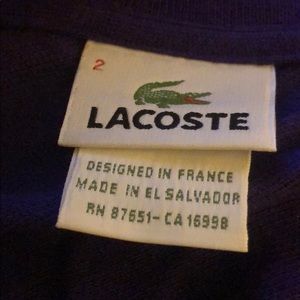 2
LACOSTE
DESIGNED IN FRANCE
MADE IN EL SALVADOR
RN 87651-CA 16998